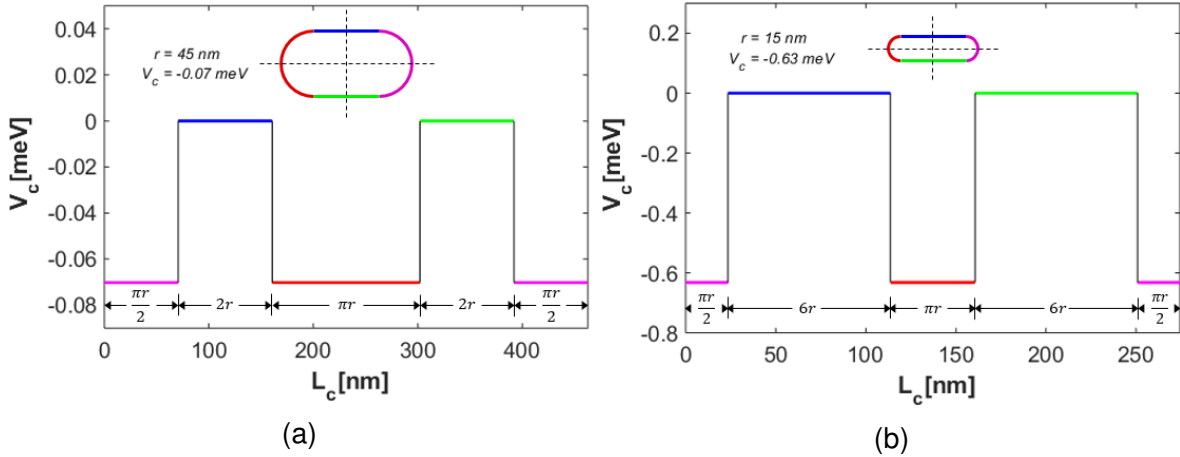 0.04
r = 45 nm
V_c = -0.07 meV
0.02
0
-0.02
-0.04
-0.06
-0.08
V_c[meV]
πr/2
2r
πr
2r
πr/2
0
100
200
300
400
L_c[nm]
(a)
0.2
r = 15 nm
V_c = -0.63 meV
0
-0.2
-0.4
-0.6
-0.8
V_c[meV]
πr/2
6r
πr
6r
πr/2
0
50
100
150
200
250
L_c[nm]
(b)